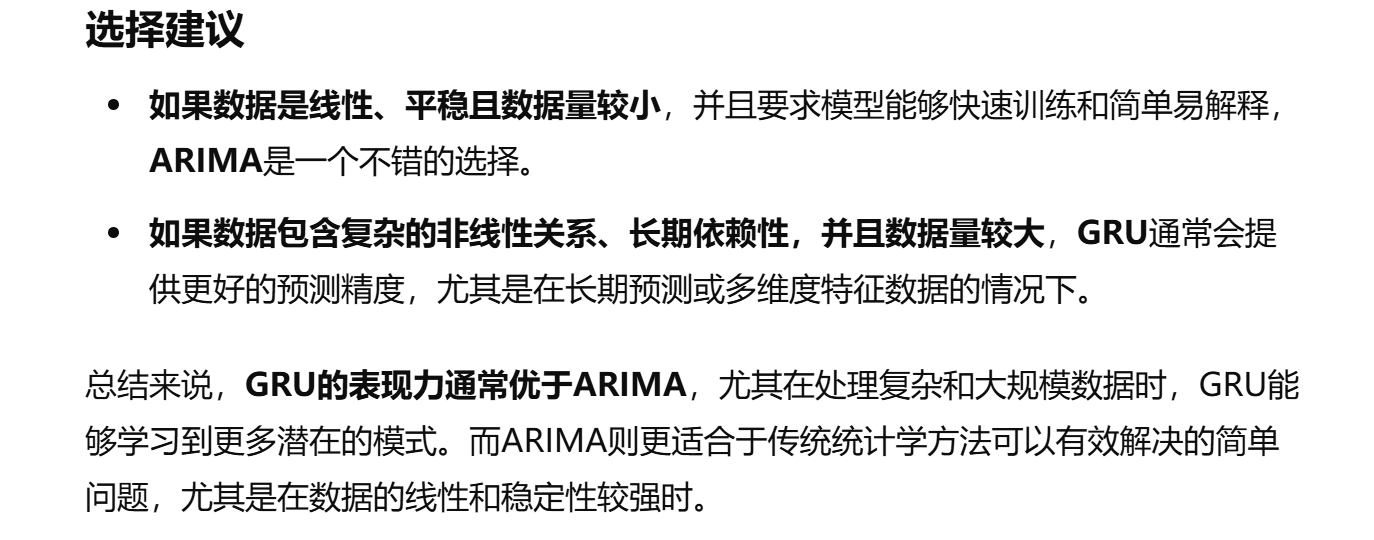 选择建议
如果数据是线性、平稳且数据量较小，并且要求模型能够快速训练和简单易解释，
ARIMA是一个不错的选择。
如果数据包含复杂的非线性关系、长期依赖性，并且数据量较大，GRU通常会提
供更好的预测精度，尤其是在长期预测或多维度特征数据的情况下。
总结来说，GRU的表现力通常优于ARIMA，尤其在处理复杂和大规模数据时，GRU能
够学习到更多潜在的模式。而ARIMA则更适合于传统统计学方法可以有效解决的简单
问题，尤其是在数据的线性和稳定性较强时。